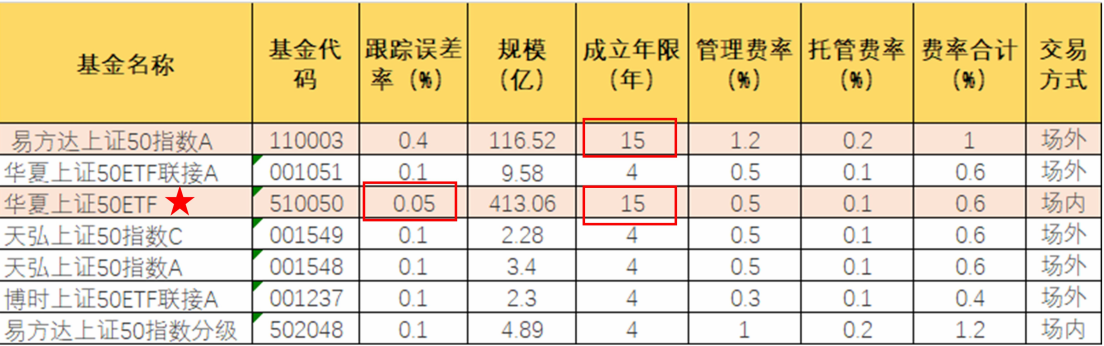 基金名称 基金代码 跟踪误差率（%） 规模（亿） 成立年限（年） 管理费率（%） 托管费率（%） 费率合计（%） 交易方式
易方达上证50指数A 110003 0.4 116.52 15 1.2 0.2 1 场外
华夏上证50ETF联接A 001051 0.1 9.58 4 0.5 0.1 0.6 场外
华夏上证50ETF 510050 0.05 413.06 15 0.5 0.1 0.6 场内
天弘上证50指数C 001549 0.1 2.28 4 0.5 0.1 0.6 场外
天弘上证50指数A 001548 0.1 3.4 4 0.5 0.1 0.6 场外
博时上证50ETF联接A 001237 0.1 2.3 4 0.3 0.1 0.4 场外
易方达上证50指数分级 502048 0.1 4.89 4 1 0.2 1.2 场内